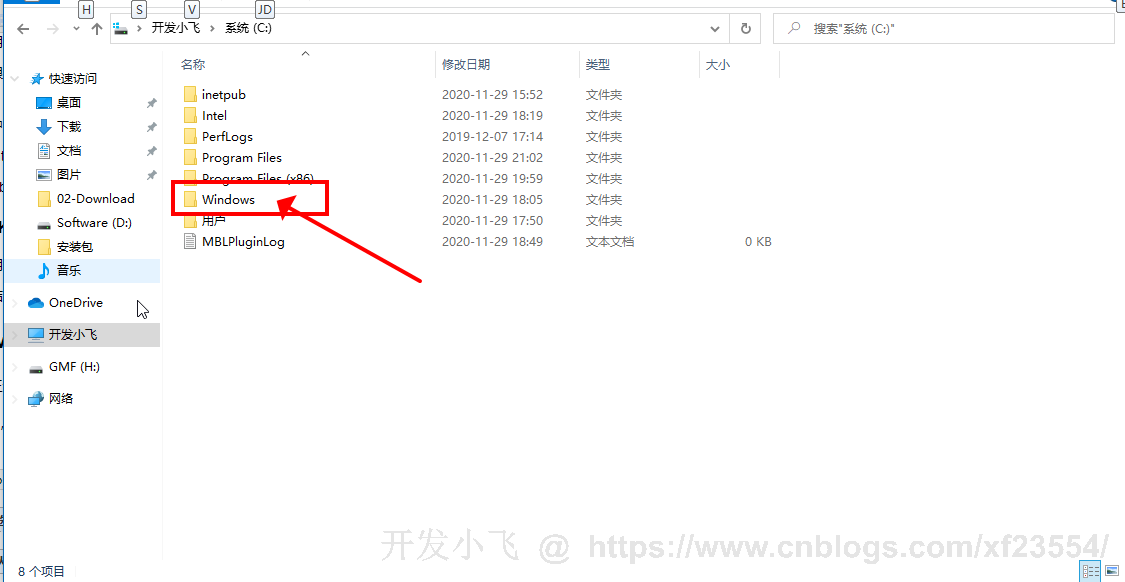 H S V JD
开发小飞 › 系统 (C:) 搜索"系统 (C:)"
名称 修改日期 类型 大小
快速访问
桌面
下载
文档
图片
02-Download
Software (D:)
安装包
音乐
OneDrive
开发小飞
GMF (H:)
网络
inetpub 2020-11-29 15:52 文件夹
Intel 2020-11-29 18:19 文件夹
PerfLogs 2019-12-07 17:14 文件夹
Program Files 2020-11-29 21:02 文件夹
Program Files (x86) 2020-11-29 19:59 文件夹
Windows 2020-11-29 18:05 文件夹
用户 2020-11-29 17:50 文件夹
MBLPluginLog 2020-11-29 18:49 文本文档 0 KB
开发小飞 @ https://www.cnblogs.com/xf23554/
8 个项目